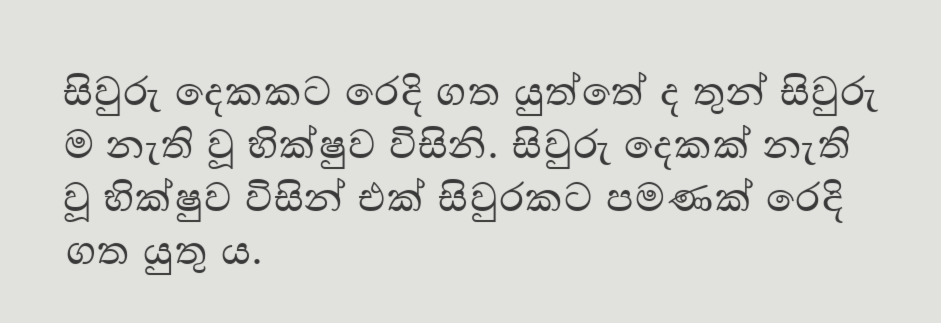 සිවුරු දෙකකට රෙදි ගත යුත්තේ ද තුන් සිවුරු
ම නැති වූ භික්ෂුව විසිනි. සිවුරු දෙකක් නැති
වූ භික්ෂුව විසින් එක් සිවුරකට පමණක් රෙදි
ගත යුතු ය.